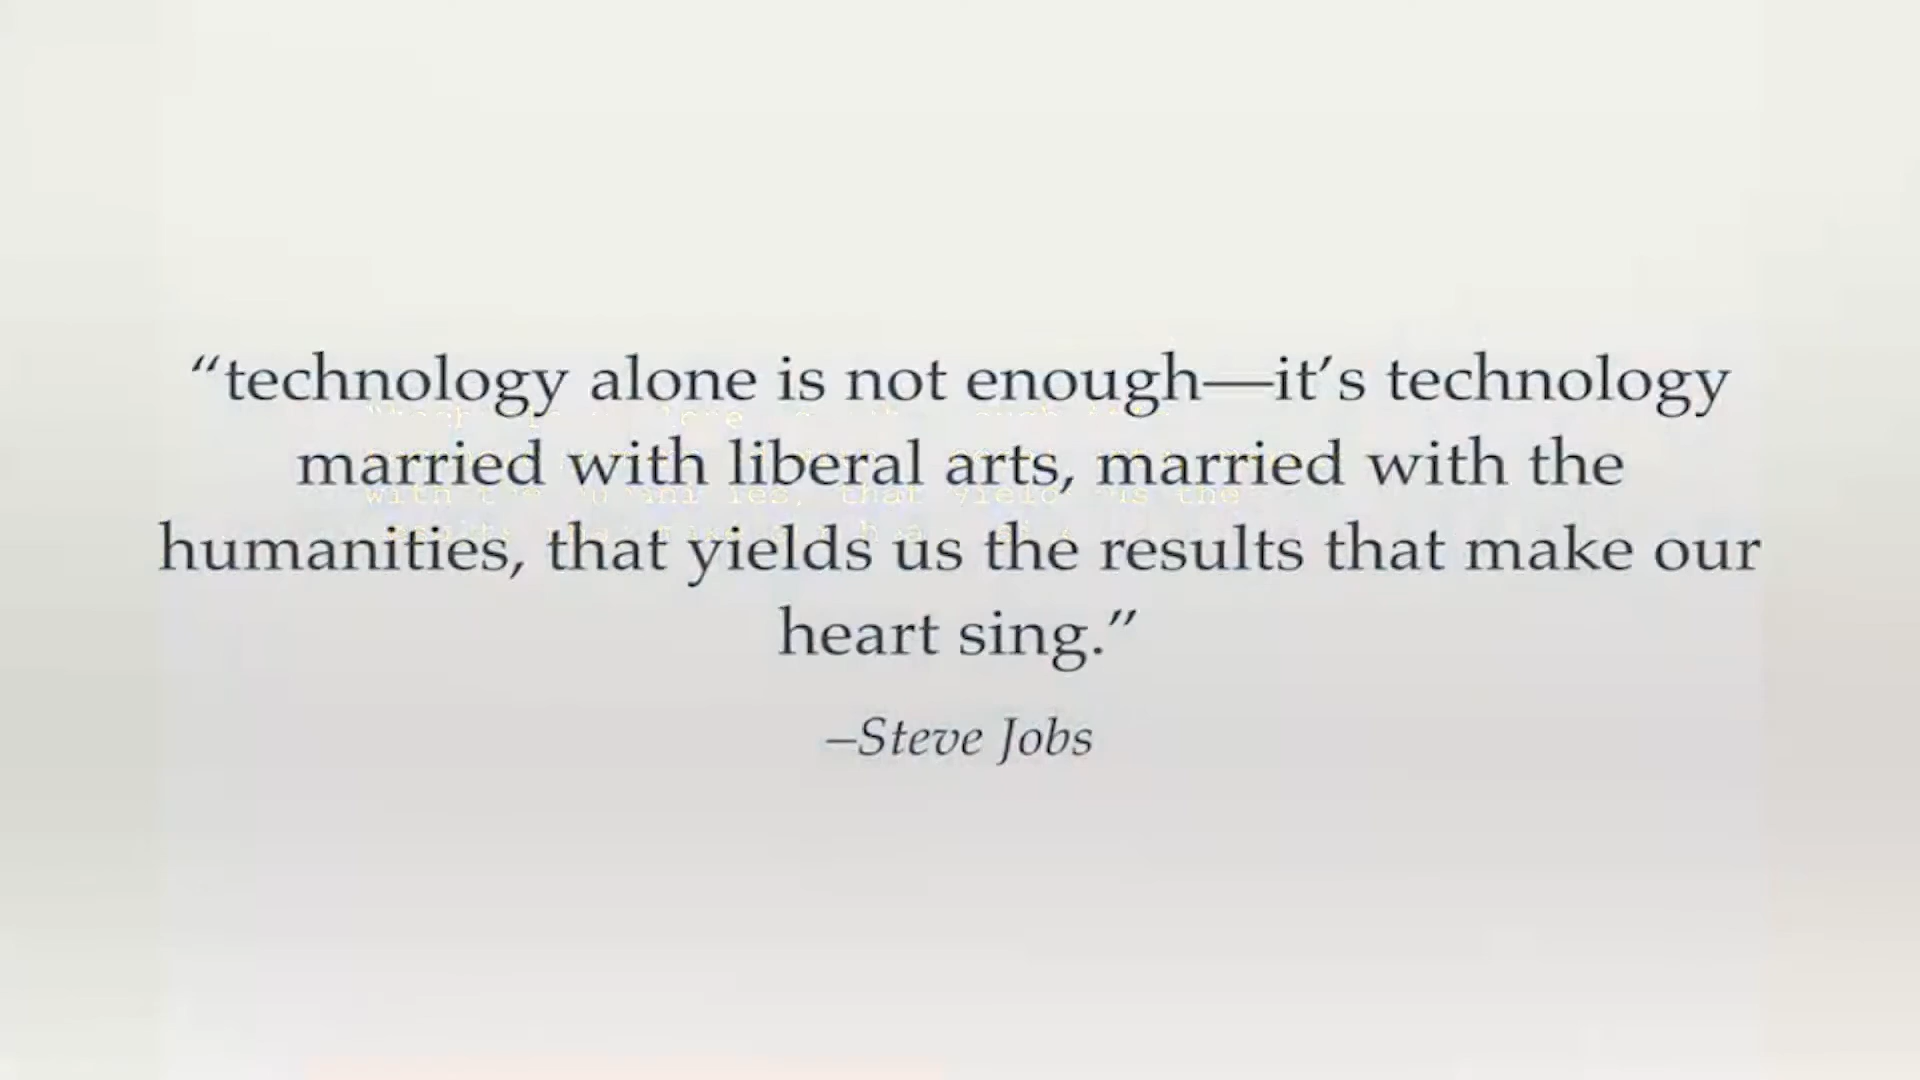 “technology alone is not enough—it’s technology
married with liberal arts, married with the
humanities, that yields us the results that make our
heart sing.”
–Steve Jobs